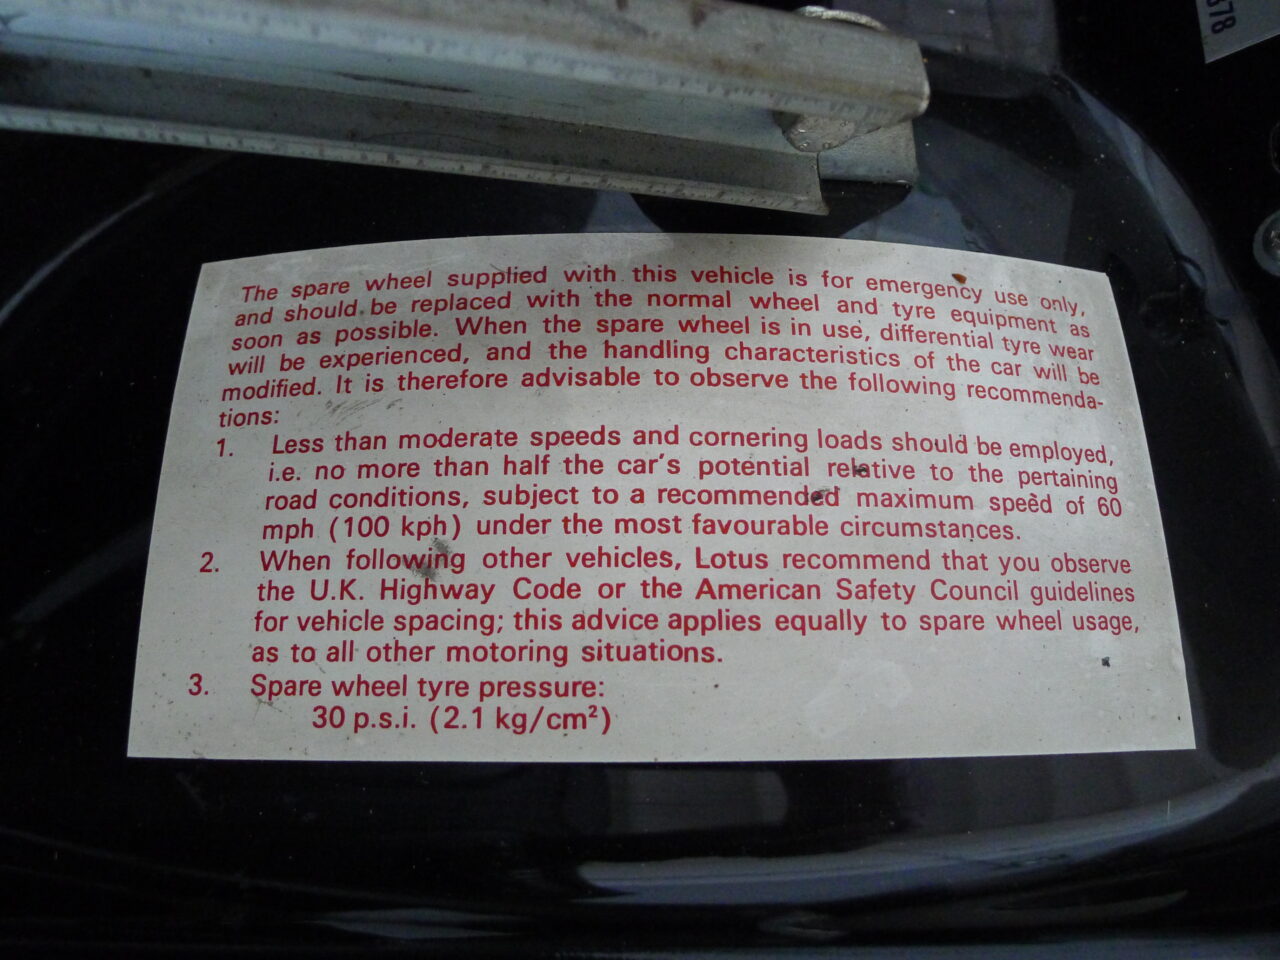 878
The spare wheel supplied with this vehicle is for emergency use only,
and should be replaced with the normal wheel and tyre equipment as
soon as possible. When the spare wheel is in use, differential tyre wear
will be experienced, and the handling characteristics of the car will be
modified. It is therefore advisable to observe the following recommenda-
tions:
1. Less than moderate speeds and cornering loads should be employed,
i.e. no more than half the car's potential relative to the pertaining
road conditions, subject to a recommended maximum speed of 60
mph (100 kph) under the most favourable circumstances.
2. When following other vehicles, Lotus recommend that you observe
the U.K. Highway Code or the American Safety Council guidelines
for vehicle spacing; this advice applies equally to spare wheel usage,
as to all other motoring situations.
3. Spare wheel tyre pressure:
30 p.s.i. (2.1 kg/cm²)